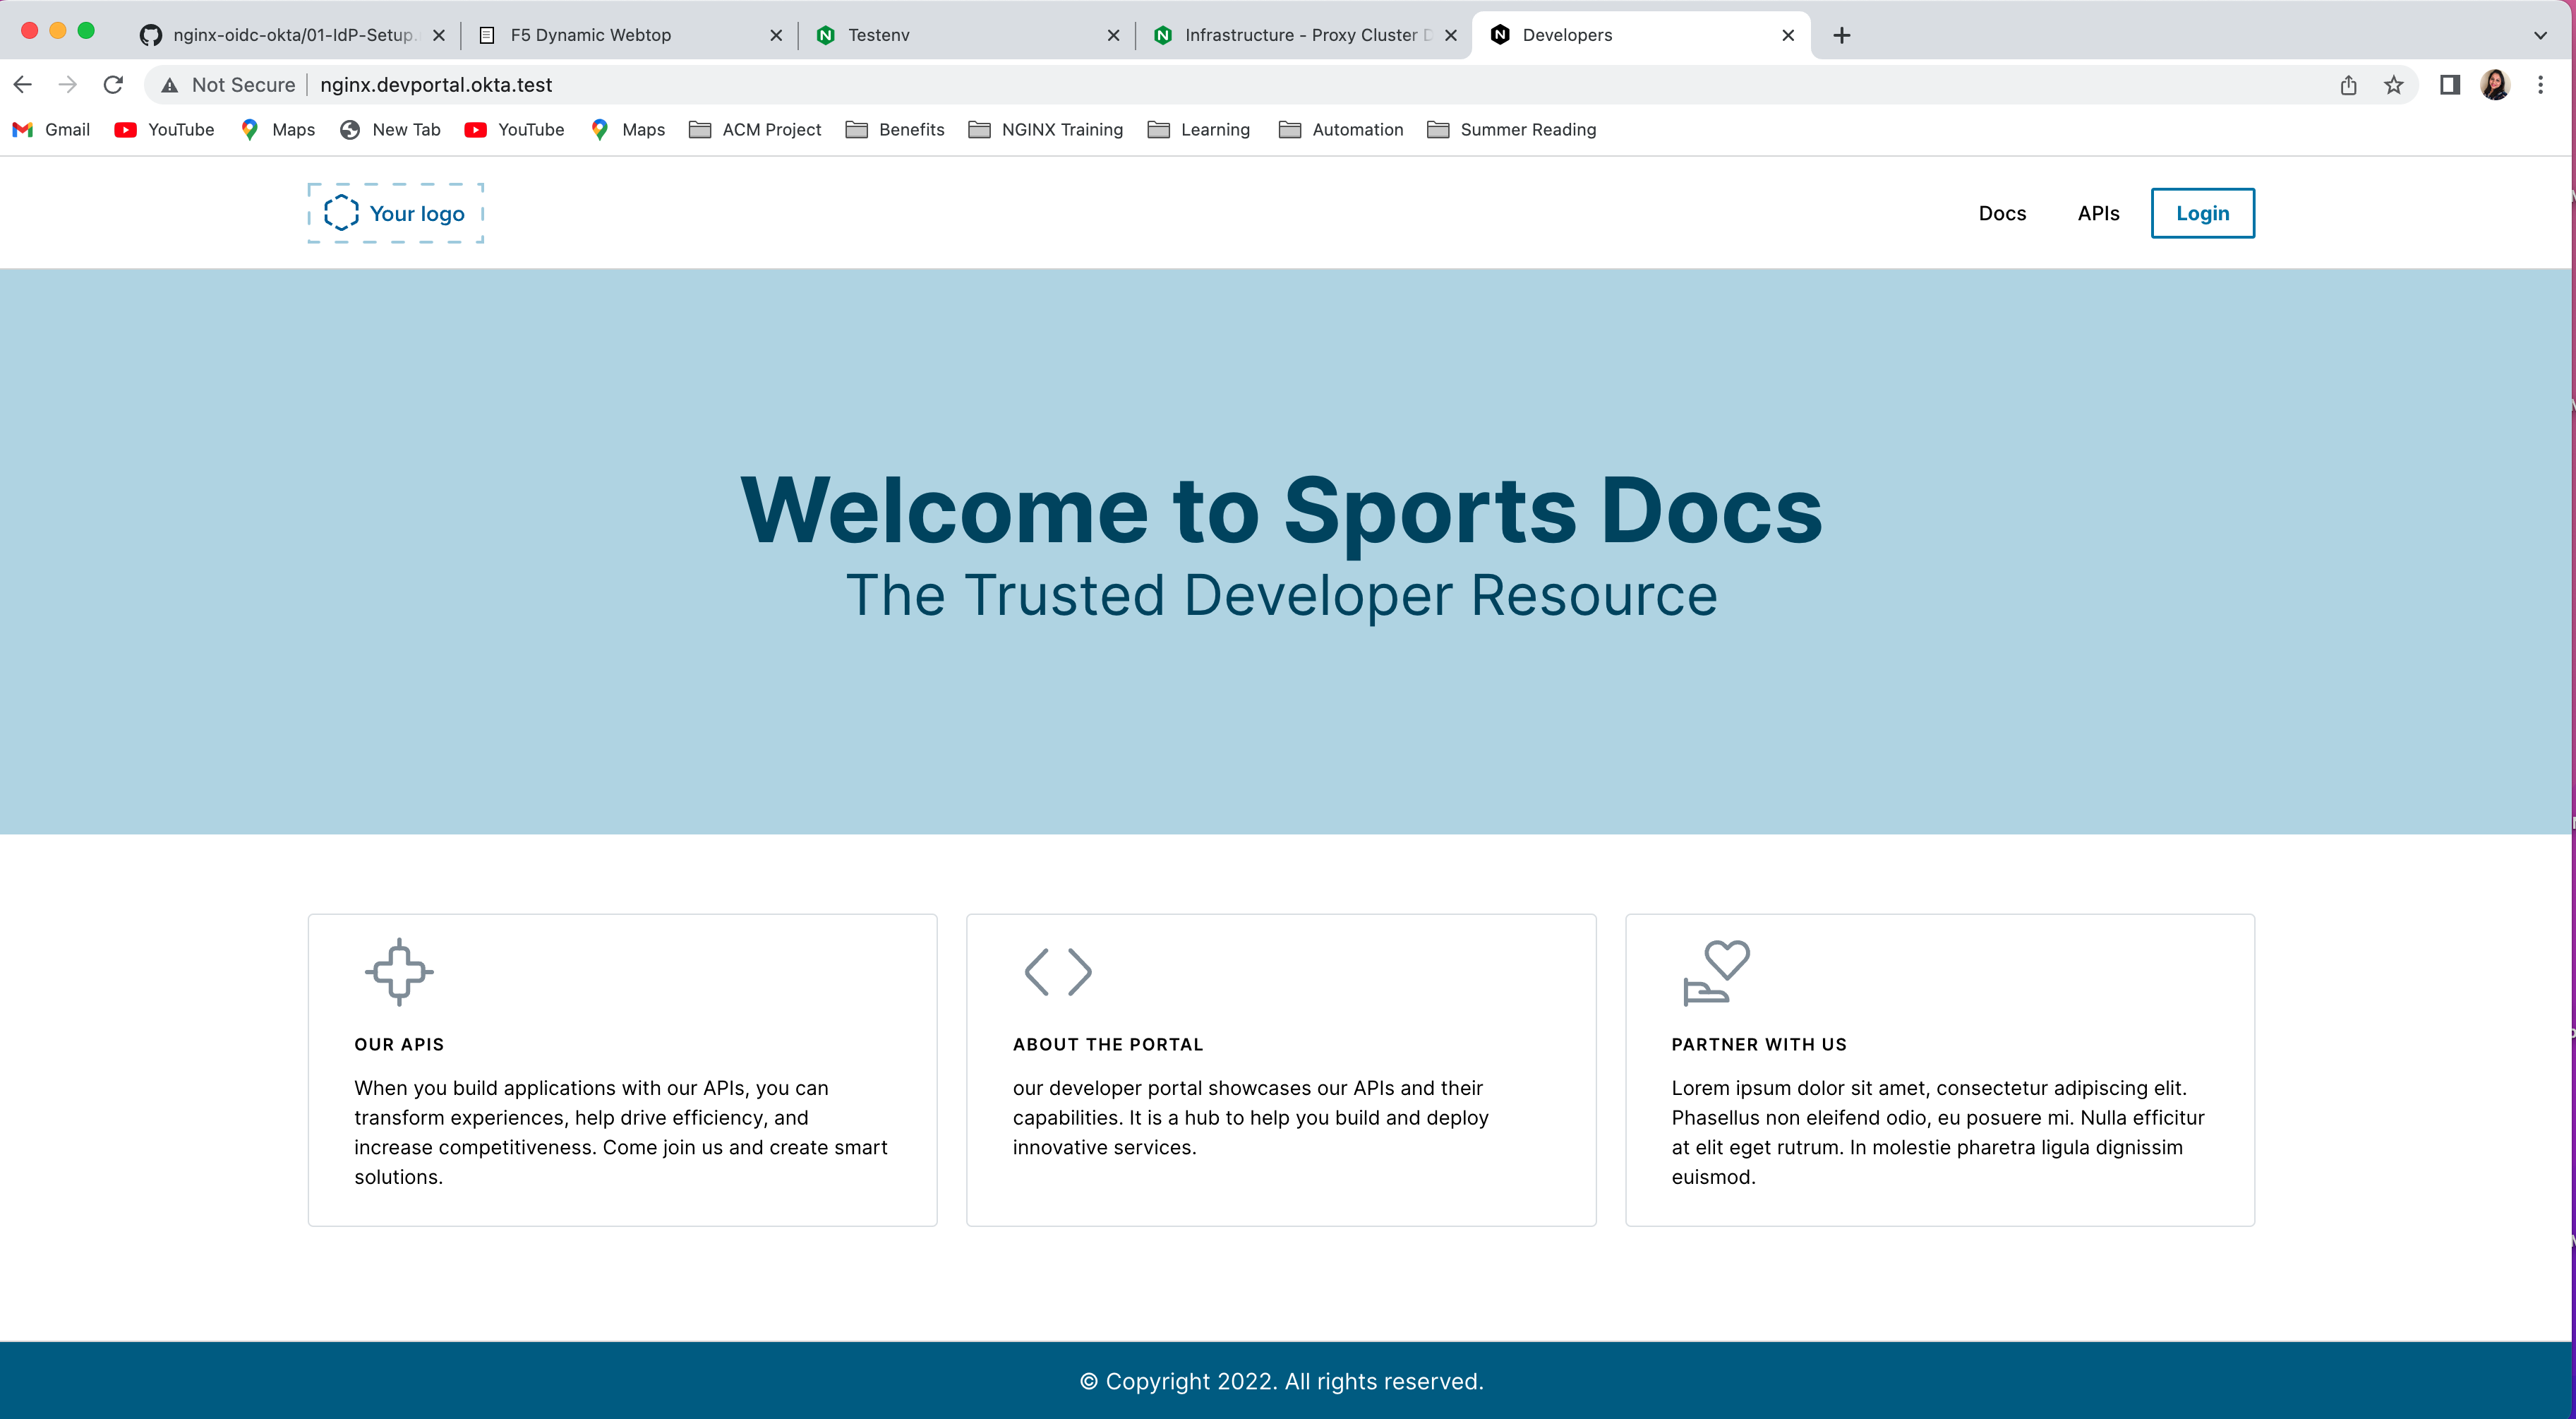 nginx-oidc-okta/01-IdP-Setup.
F5 Dynamic Webtop
Testenv
Infrastructure - Proxy Cluster
Developers
Not Secure
nginx.devportal.okta.test
Gmail
YouTube
Maps
New Tab
YouTube
Maps
ACM Project
Benefits
NGINX Training
Learning
Automation
Summer Reading
Your logo
Docs
APIs
Login
Welcome to Sports Docs
The Trusted Developer Resource
OUR APIS
When you build applications with our APIs, you can
transform experiences, help drive efficiency, and
increase competitiveness. Come join us and create smart
solutions.
ABOUT THE PORTAL
our developer portal showcases our APIs and their
capabilities. It is a hub to help you build and deploy
innovative services.
PARTNER WITH US
Lorem ipsum dolor sit amet, consectetur adipiscing elit.
Phasellus non eleifend odio, eu posuere mi. Nulla efficitur
at elit eget rutrum. In molestie pharetra ligula dignissim
euismod.
© Copyright 2022. All rights reserved.